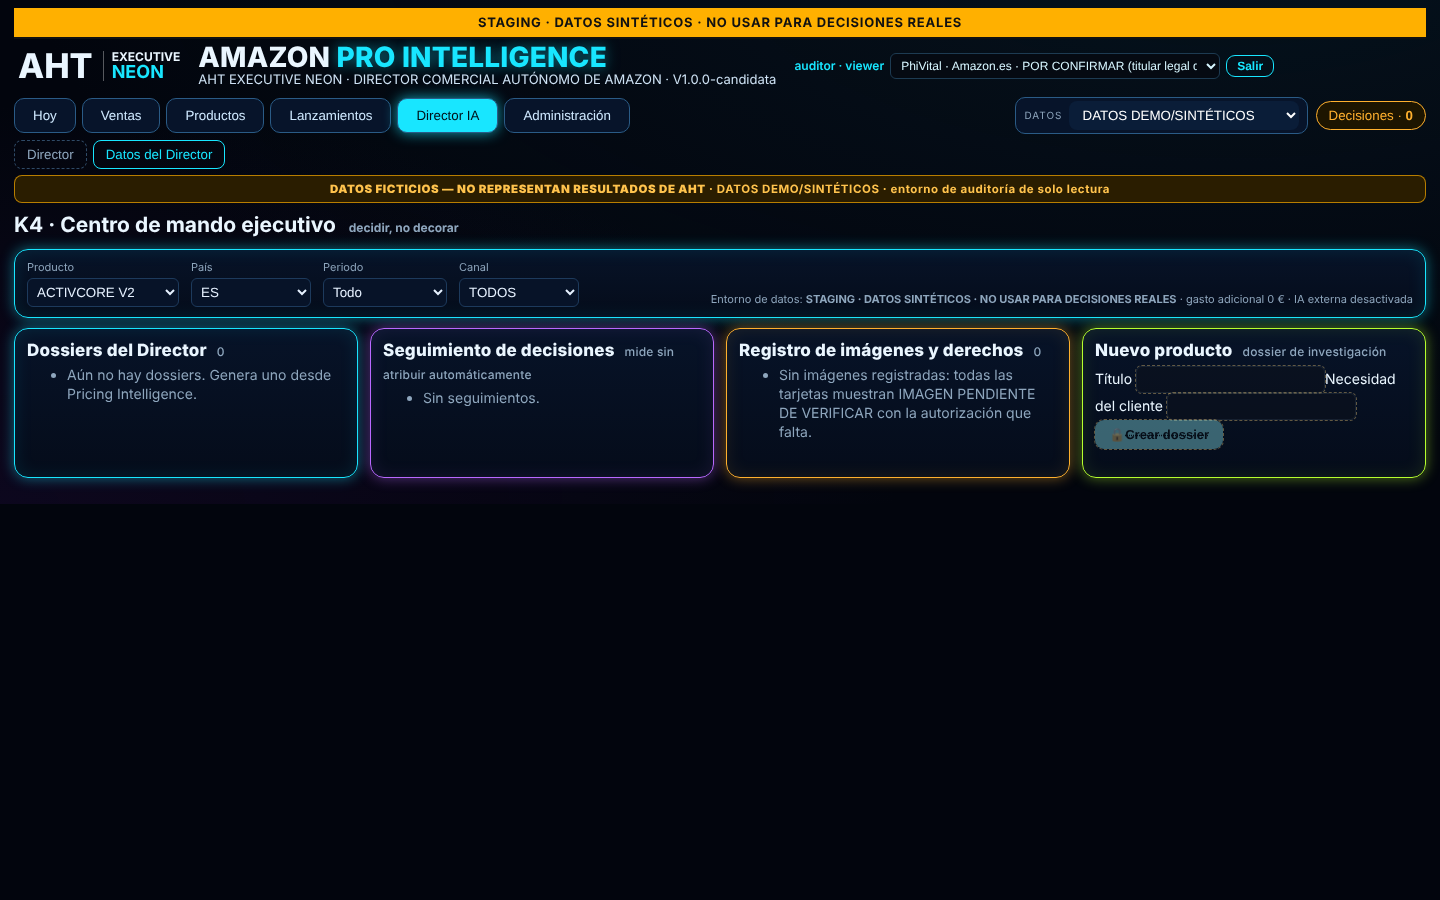 STAGING · DATOS SINTÉTICOS · NO USAR PARA DECISIONES REALES
AHT EXECUTIVE NEON
AMAZON PRO INTELLIGENCE
AHT EXECUTIVE NEON · DIRECTOR COMERCIAL AUTÓNOMO DE AMAZON · V1.0.0-candidata
auditor · viewer
PhiVital · Amazon.es · POR CONFIRMAR (titular legal c
Salir
Hoy
Ventas
Productos
Lanzamientos
Director IA
Administración
DATOS DATOS DEMO/SINTÉTICOS
Decisiones · 0
Director
Datos del Director
DATOS FICTICIOS — NO REPRESENTAN RESULTADOS DE AHT · DATOS DEMO/SINTÉTICOS · entorno de auditoría de solo lectura
K4 · Centro de mando ejecutivo decidir, no decorar
Producto
ACTIVCORE V2
País
ES
Periodo
Todo
Canal
TODOS
Entorno de datos: STAGING · DATOS SINTÉTICOS · NO USAR PARA DECISIONES REALES · gasto adicional 0 € · IA externa desactivada
Dossiers del Director 0
Aún no hay dossiers. Genera uno desde
Pricing Intelligence.
Seguimiento de decisiones mide sin
atribuir automáticamente
Sin seguimientos.
Registro de imágenes y derechos 0
Sin imágenes registradas: todas las
tarjetas muestran IMAGEN PENDIENTE
DE VERIFICAR con la autorización que
falta.
Nuevo producto dossier de investigación
Título Necesidad
del cliente
Crear dossier